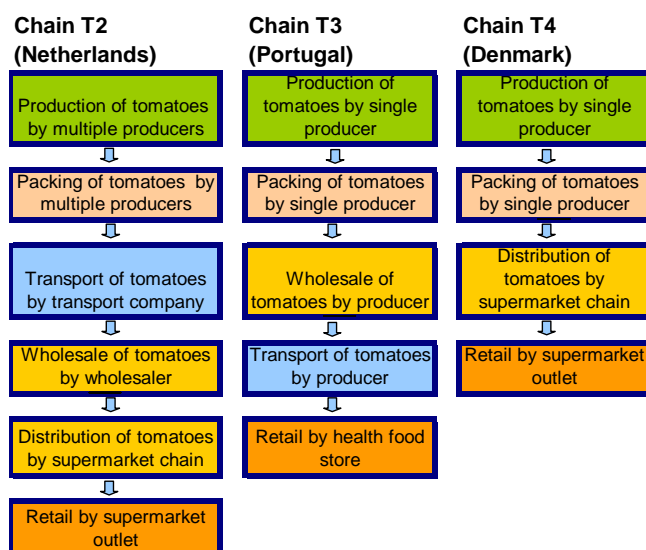 Chain T2
(Netherlands)
Production of tomatoes
by multiple producers
Packing of tomatoes by
multiple producers
Transport of tomatoes
by transport company
Wholesale of tomatoes
by wholesaler
Distribution of tomatoes
by supermarket chain
Retail by supermarket
outlet
Chain T3
(Portugal)
Production of
tomatoes by single
producer
Packing of tomatoes
by single producer
Wholesale of
tomatoes by producer
Transport of tomatoes
by producer
Retail by health food
store
Chain T4
(Denmark)
Production of
tomatoes by single
producer
Packing of tomatoes
by single producer
Distribution of
tomatoes by
supermarket chain
Retail by supermarket
outlet